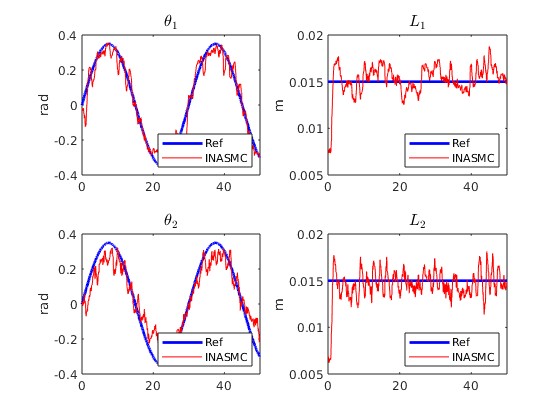 θ₁
0.4
0.2
0
-0.2
-0.4
rad
0 20 40
Ref
INASMC
L₁
0.02
0.015
0.01
0.005
m
0 20 40
Ref
INASMC
θ₂
0.4
0.2
0
-0.2
-0.4
rad
0 20 40
Ref
INASMC
L₂
0.02
0.015
0.01
0.005
m
0 20 40
Ref
INASMC